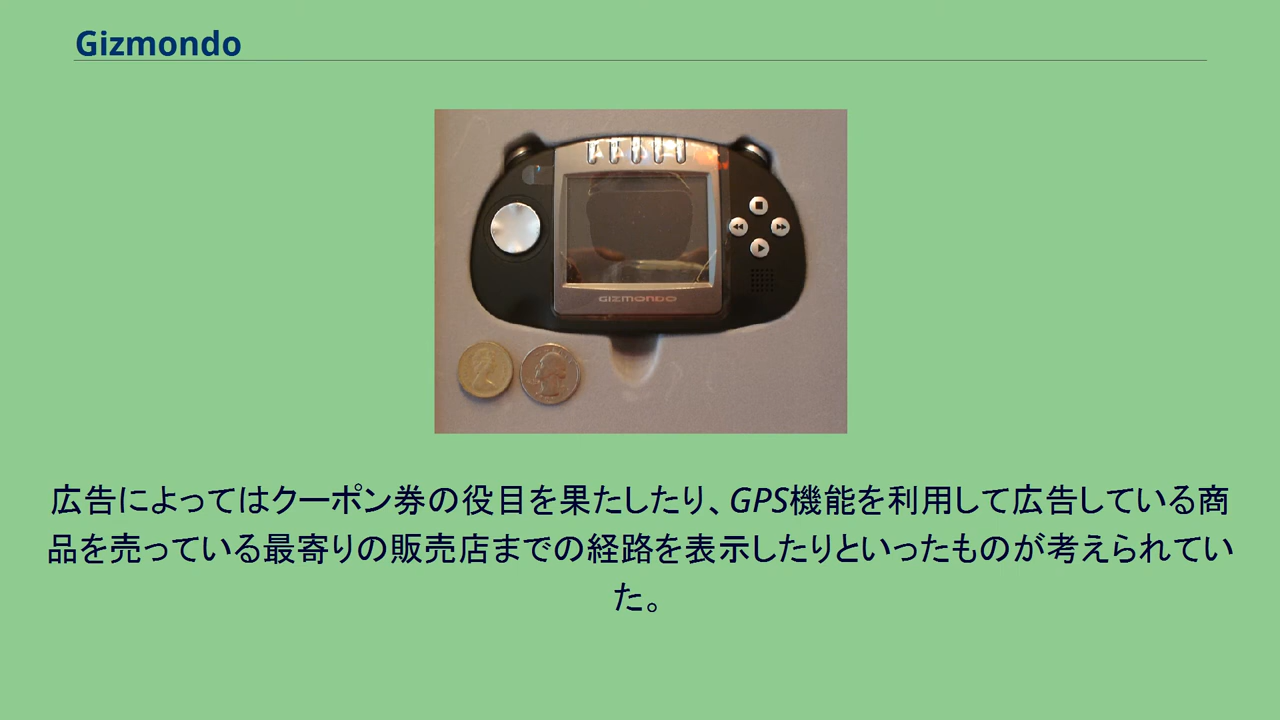 Gizmondo
GIZMONDO
広告によってはクーポン券の役目を果たしたり、GPS機能を利用して広告している商
品を売っている最寄りの販売店までの経路を表示したりといったものが考えられてい
た。